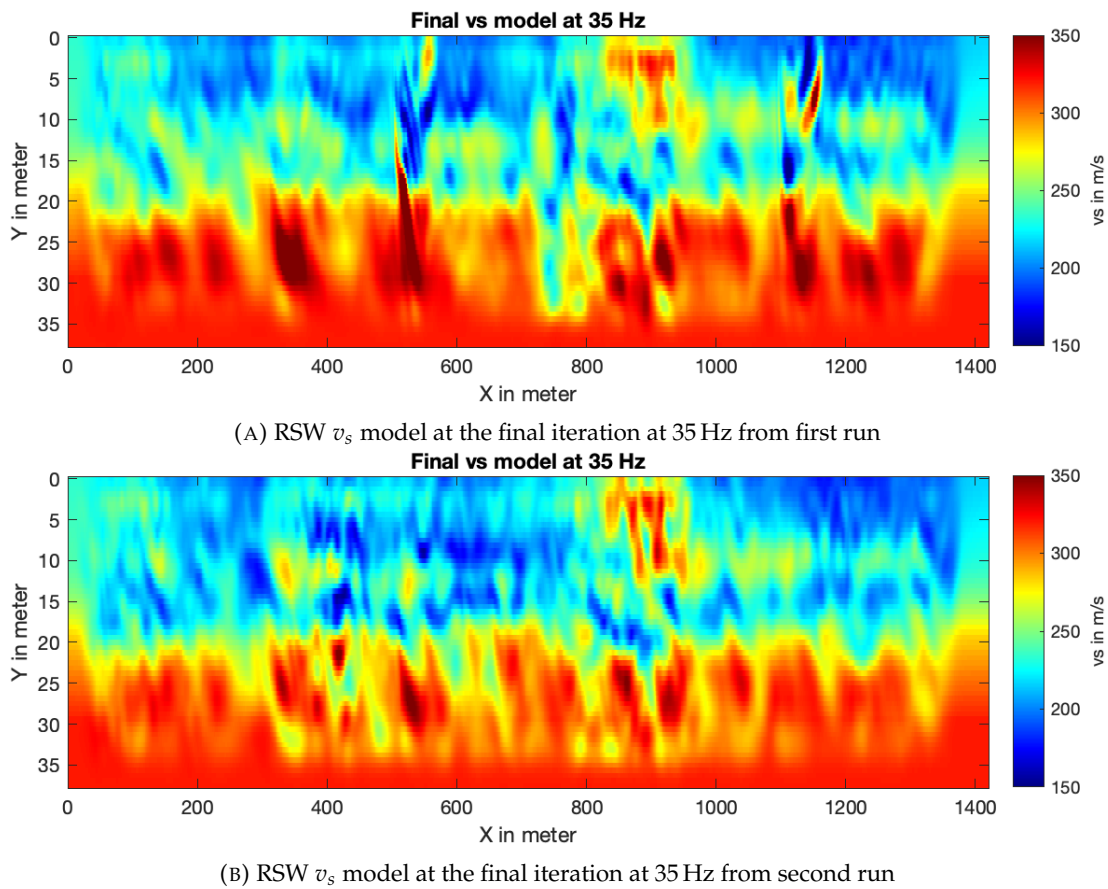 Final vs model at 35 Hz
0
5
10
15
20
25
30
35
Y in meter
0 200 400 600 800 1000 1200 1400
X in meter
350
300
250
200
150
vs in m/s
(A) RSW vs model at the final iteration at 35 Hz from first run
Final vs model at 35 Hz
0
5
10
15
20
25
30
35
Y in meter
0 200 400 600 800 1000 1200 1400
X in meter
350
300
250
200
150
vs in m/s
(B) RSW vs model at the final iteration at 35 Hz from second run